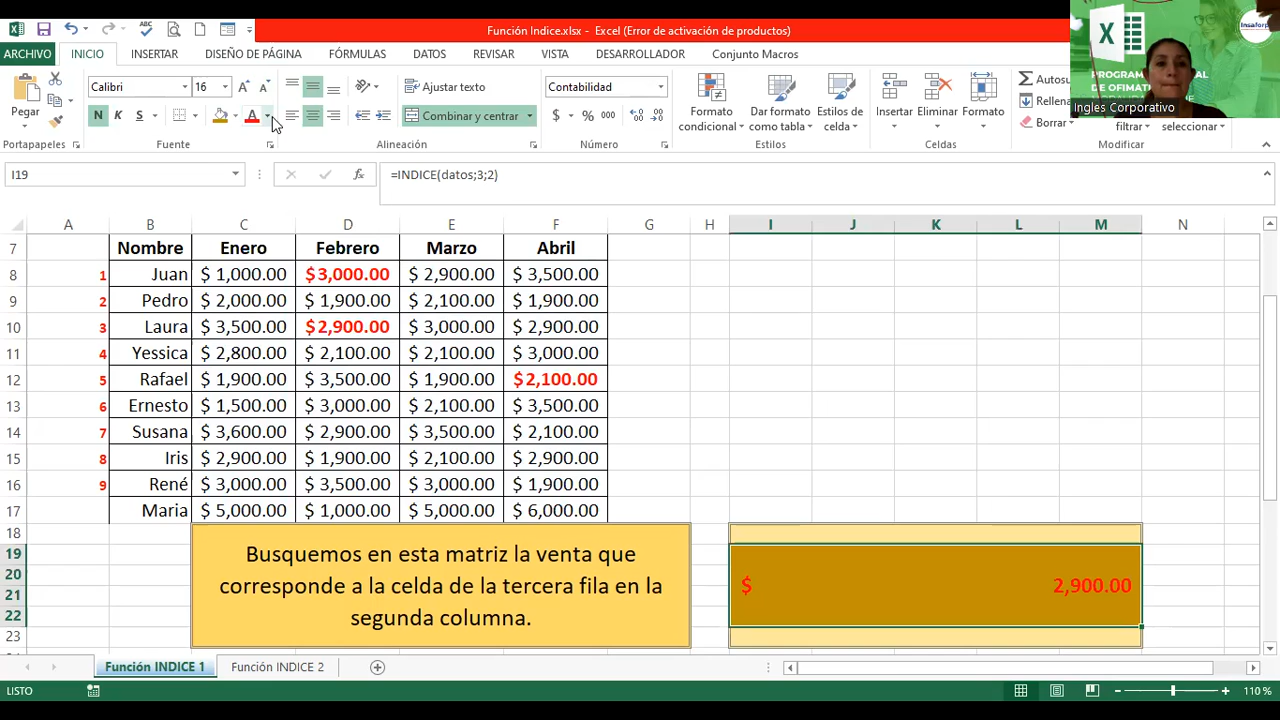 Función Indice.xlsx - Excel (Error de activación de productos)
ARCHIVO INICIO INSERTAR DISEÑO DE PÁGINA FÓRMULAS DATOS REVISAR VISTA DESARROLLADOR Conjunto Macros
Insaforp
Ingles Corporativo
Pegar
Calibri 16
N K S
Ajustar texto
Combinar y centrar
Contabilidad
$ % 000
Formato condicional
Dar formato como tabla
Estilos de celda
Insertar
Eliminar
Formato
Borrar
filtrar
seleccionar
Portapapeles Fuente Alineación Número Estilos Celdas Modificar
I19 fx =INDICE(datos;3;2)
A B C D E F G H I J K L M N
7 Nombre Enero Febrero Marzo Abril
8 1 Juan $ 1,000.00 $3,000.00 $ 2,900.00 $ 3,500.00
9 2 Pedro $ 2,000.00 $ 1,900.00 $ 2,100.00 $ 1,900.00
10 3 Laura $ 3,500.00 $2,900.00 $ 3,000.00 $ 2,900.00
11 4 Yessica $ 2,800.00 $ 2,100.00 $ 2,100.00 $ 3,000.00
12 5 Rafael $ 1,900.00 $ 3,500.00 $ 1,900.00 $2,100.00
13 6 Ernesto $ 1,500.00 $ 3,000.00 $ 2,100.00 $ 3,500.00
14 7 Susana $ 3,600.00 $ 2,900.00 $ 3,500.00 $ 2,100.00
15 8 Iris $ 2,900.00 $ 1,900.00 $ 2,100.00 $ 2,900.00
16 9 René $ 3,000.00 $ 3,500.00 $ 3,000.00 $ 1,900.00
17 Maria $ 5,000.00 $ 1,000.00 $ 5,000.00 $ 6,000.00
18
19
20
21
22
23
Busquemos en esta matriz la venta que
corresponde a la celda de la tercera fila en la
segunda columna.
$ 2,900.00
Función INDICE 1 Función INDICE 2
LISTO 110 %